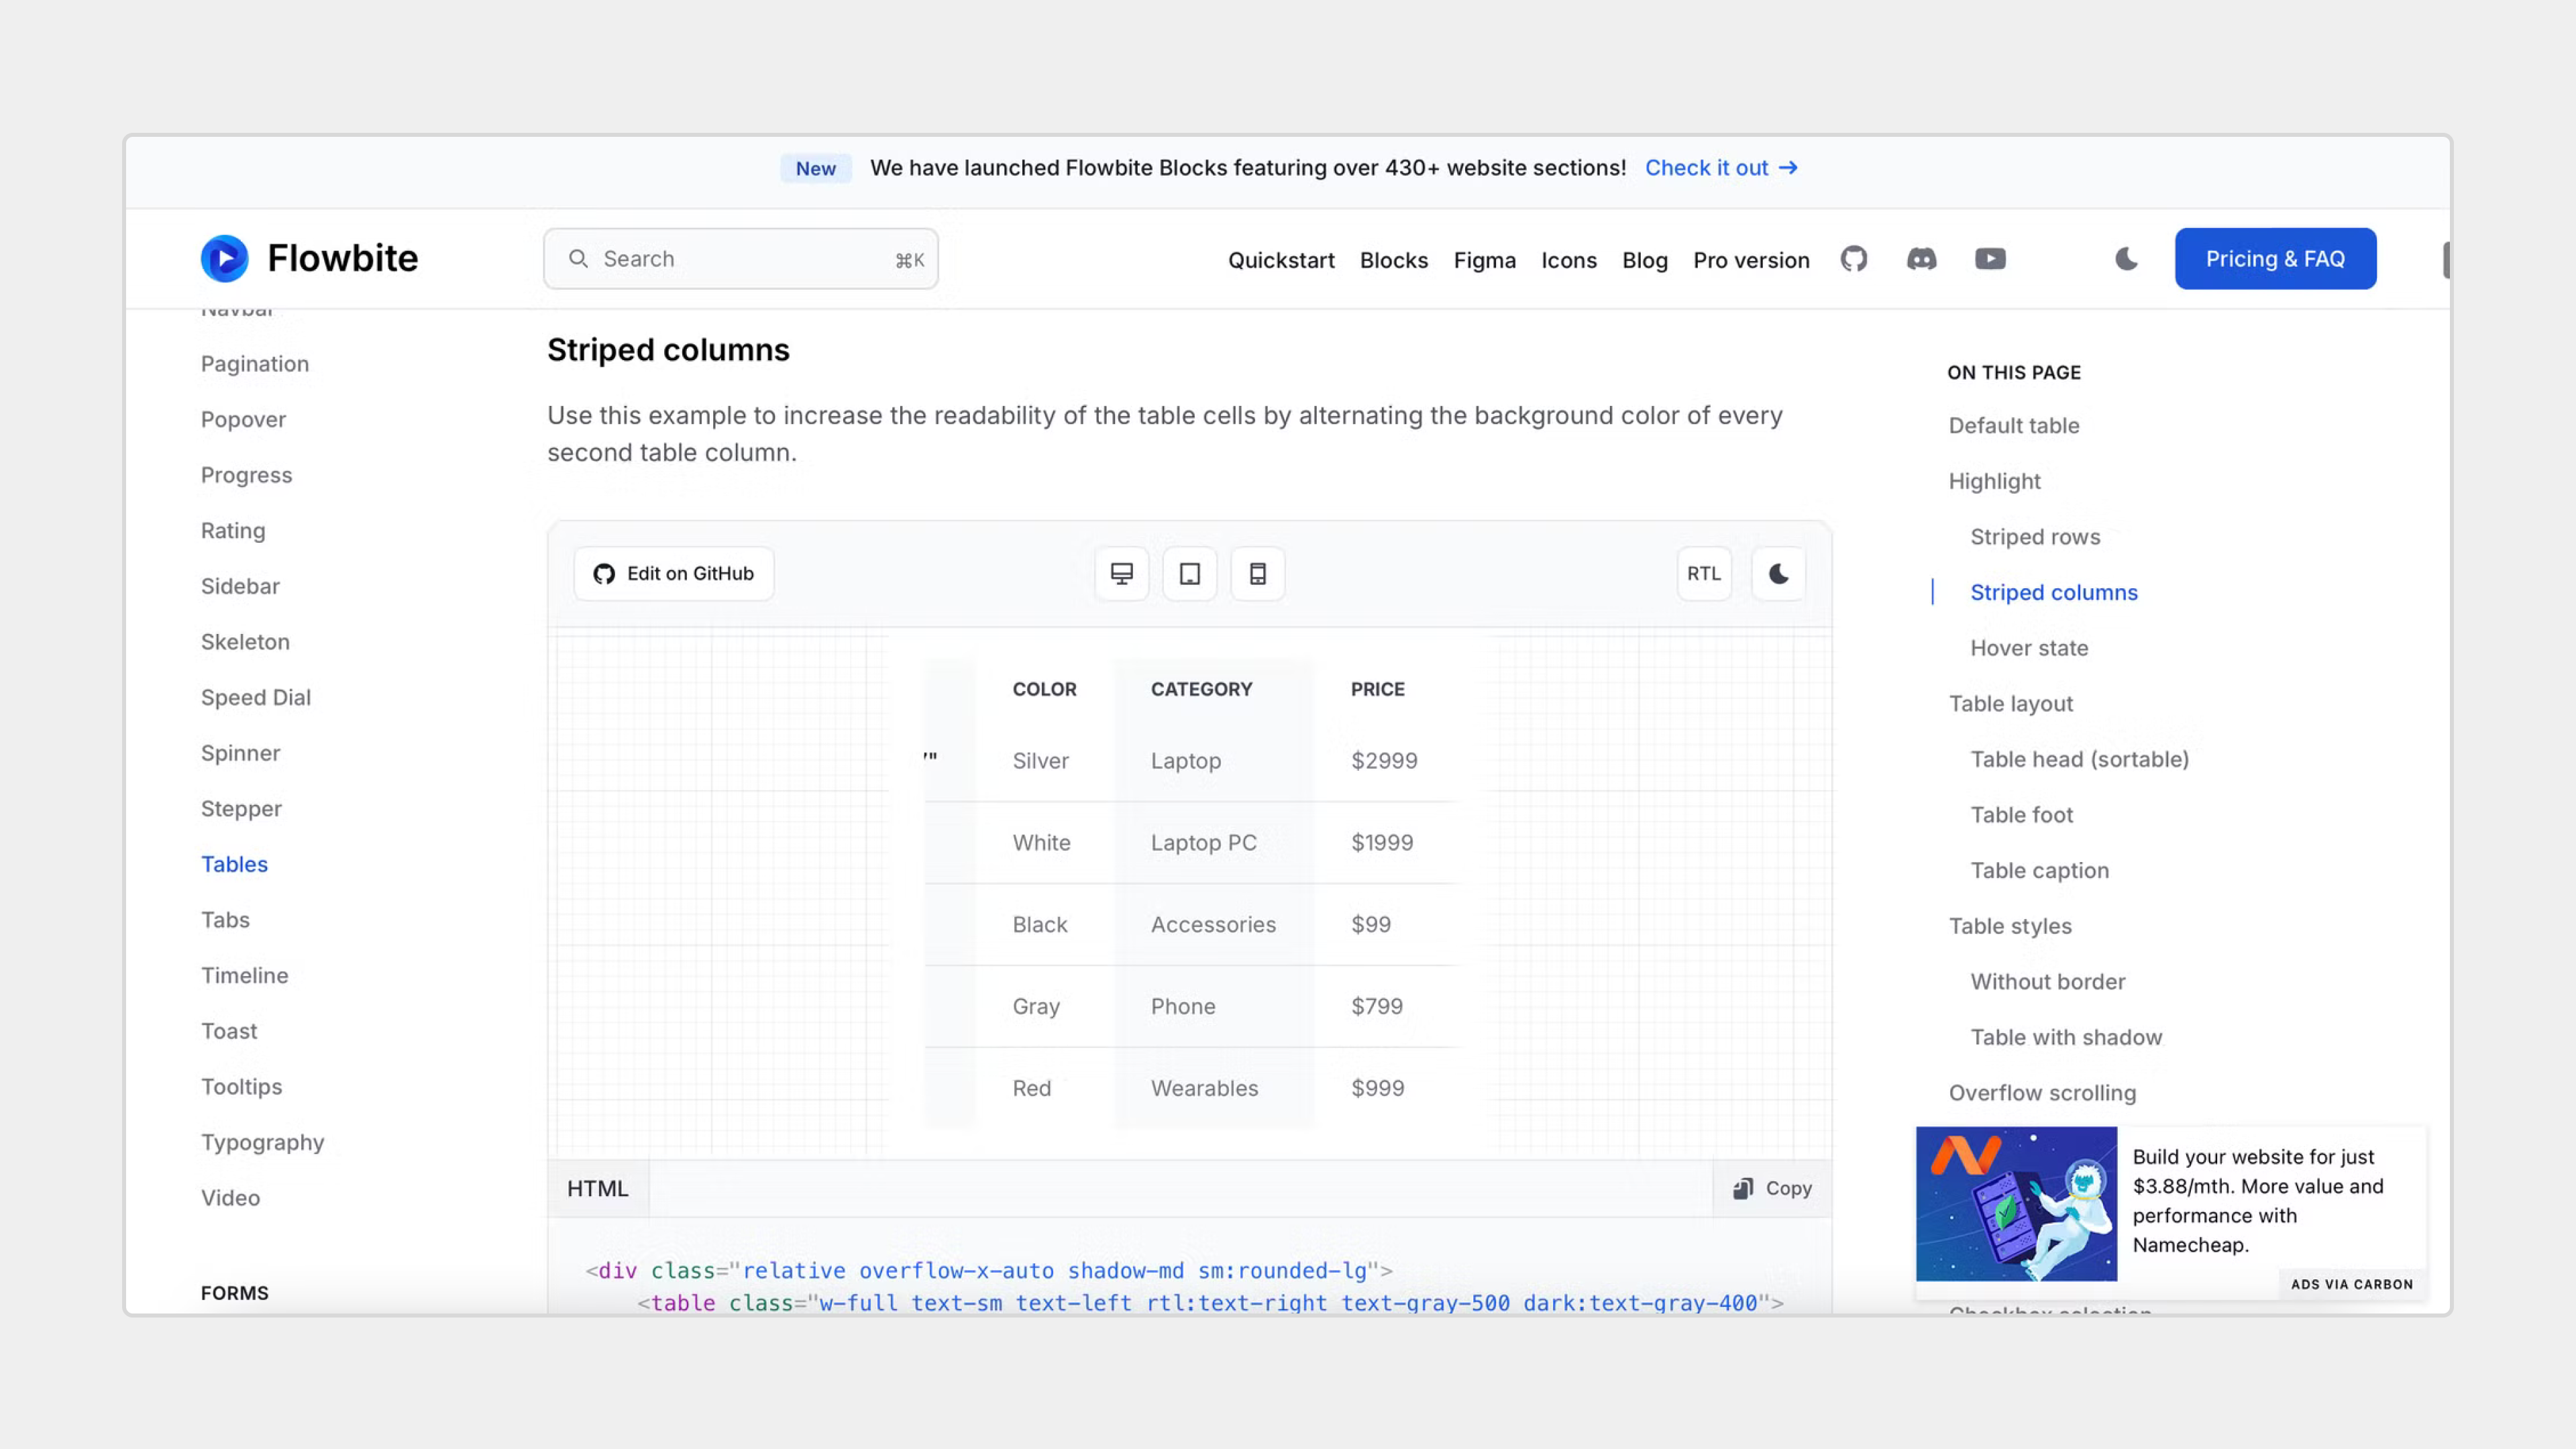 New We have launched Flowbite Blocks featuring over 430+ website sections! Check it out →
Flowbite
Search ⌘K
Quickstart Blocks Figma Icons Blog Pro version
Pricing & FAQ
Navbar
Pagination
Popover
Progress
Rating
Sidebar
Skeleton
Speed Dial
Spinner
Stepper
Tables
Tabs
Timeline
Toast
Tooltips
Typography
Video
FORMS
Striped columns
Use this example to increase the readability of the table cells by alternating the background color of every
second table column.
Edit on GitHub
RTL
COLOR CATEGORY PRICE
" Silver Laptop $2999
White Laptop PC $1999
Black Accessories $99
Gray Phone $799
Red Wearables $999
HTML
Copy
<div class="relative overflow-x-auto shadow-md sm:rounded-lg">
<table class="w-full text-sm text-left rtl:text-right text-gray-500 dark:text-gray-400">
ON THIS PAGE
Default table
Highlight
Striped rows
Striped columns
Hover state
Table layout
Table head (sortable)
Table foot
Table caption
Table styles
Without border
Table with shadow
Overflow scrolling
Build your website for just
$3.88/mth. More value and
performance with
Namecheap.
ADS VIA CARBON
Checkbox selection